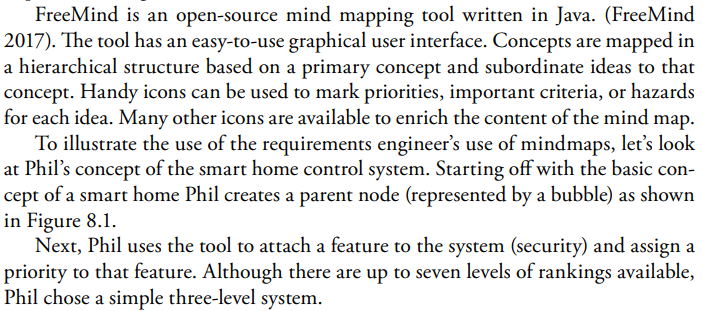 FreeMind is an open-source mind mapping tool written in Java. (FreeMind
2017). The tool has an easy-to-use graphical user interface. Concepts are mapped in
a hierarchical structure based on a primary concept and subordinate ideas to that
concept. Handy icons can be used to mark priorities, important criteria, or hazards
for each idea. Many other icons are available to enrich the content of the mind map.
To illustrate the use of the requirements engineer’s use of mindmaps, let’s look
at Phil’s concept of the smart home control system. Starting off with the basic con-
cept of a smart home Phil creates a parent node (represented by a bubble) as shown
in Figure 8.1.
Next, Phil uses the tool to attach a feature to the system (security) and assign a
priority to that feature. Although there are up to seven levels of rankings available,
Phil chose a simple three-level system.